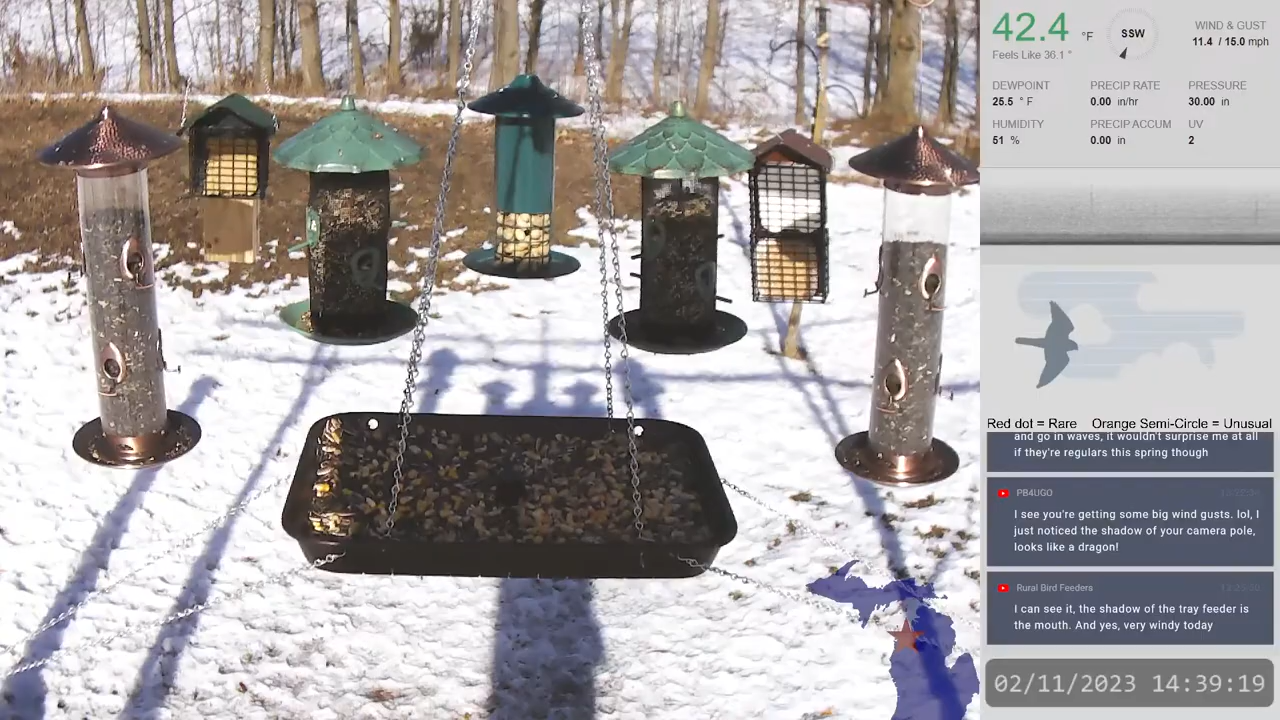 42.4 °F
Feels Like 36.1 °
SSW
WIND & GUST
11.4 / 15.0 mph
DEWPOINT
25.5 ° F
PRECIP RATE
0.00 in/hr
PRESSURE
30.00 in
HUMIDITY
51 %
PRECIP ACCUM
0.00 in
UV
2
Red dot = Rare Orange Semi-Circle = Unusual
and go in waves, it wouldn't surprise me at all
if they're regulars this spring though
PB4UGO
I see you're getting some big wind gusts. lol, I
just noticed the shadow of your camera pole,
looks like a dragon!
Rural Bird Feeders
I can see it, the shadow of the tray feeder is
the mouth. And yes, very windy today
02/11/2023 14:39:19